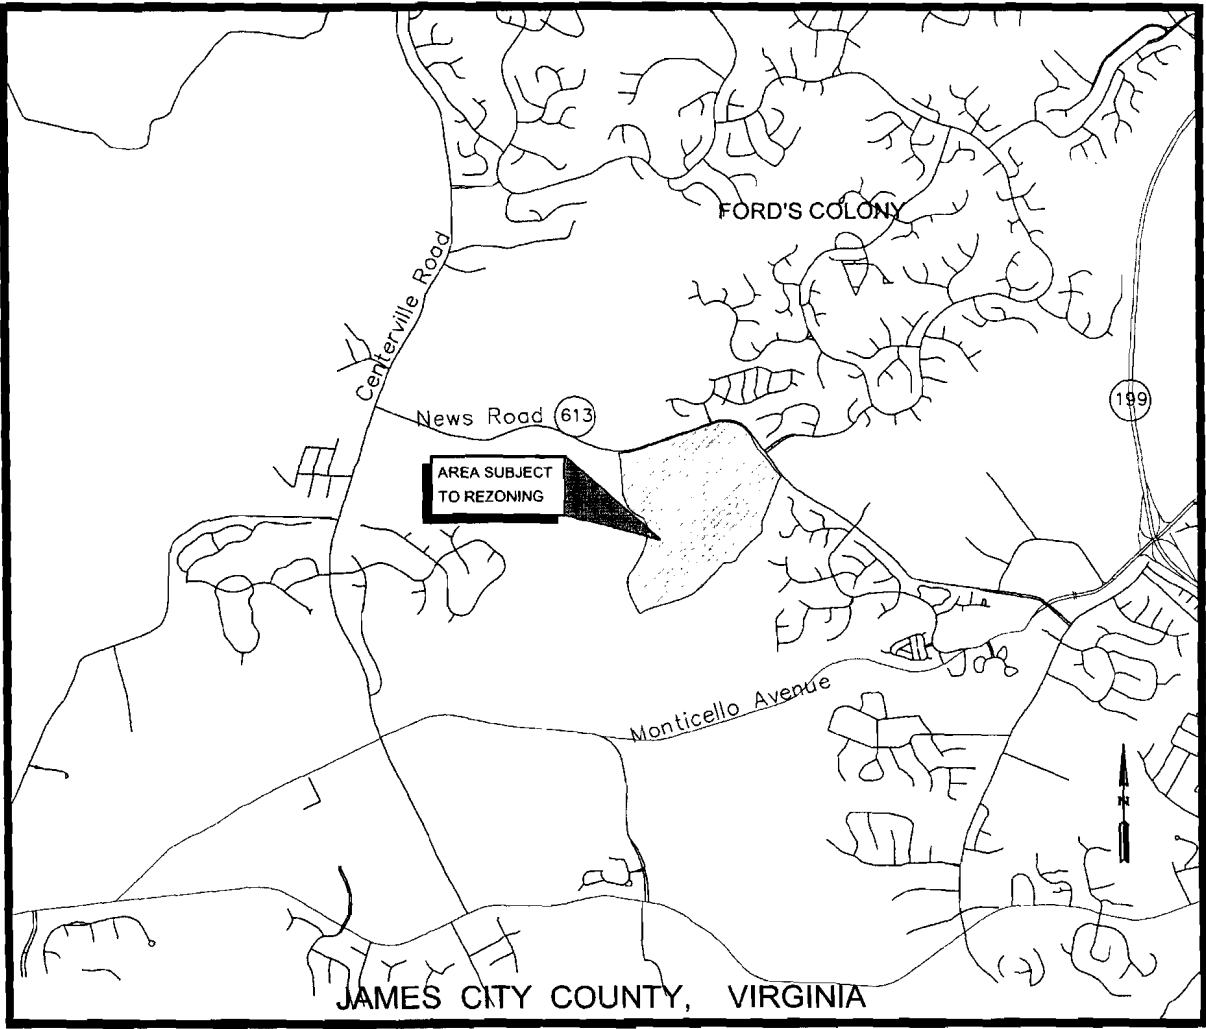 FORD'S COLONY
Centerville Road
199
News Road 613
AREA SUBJECT
TO REZONING
Monticello Avenue
N
JAMES CITY COUNTY, VIRGINIA